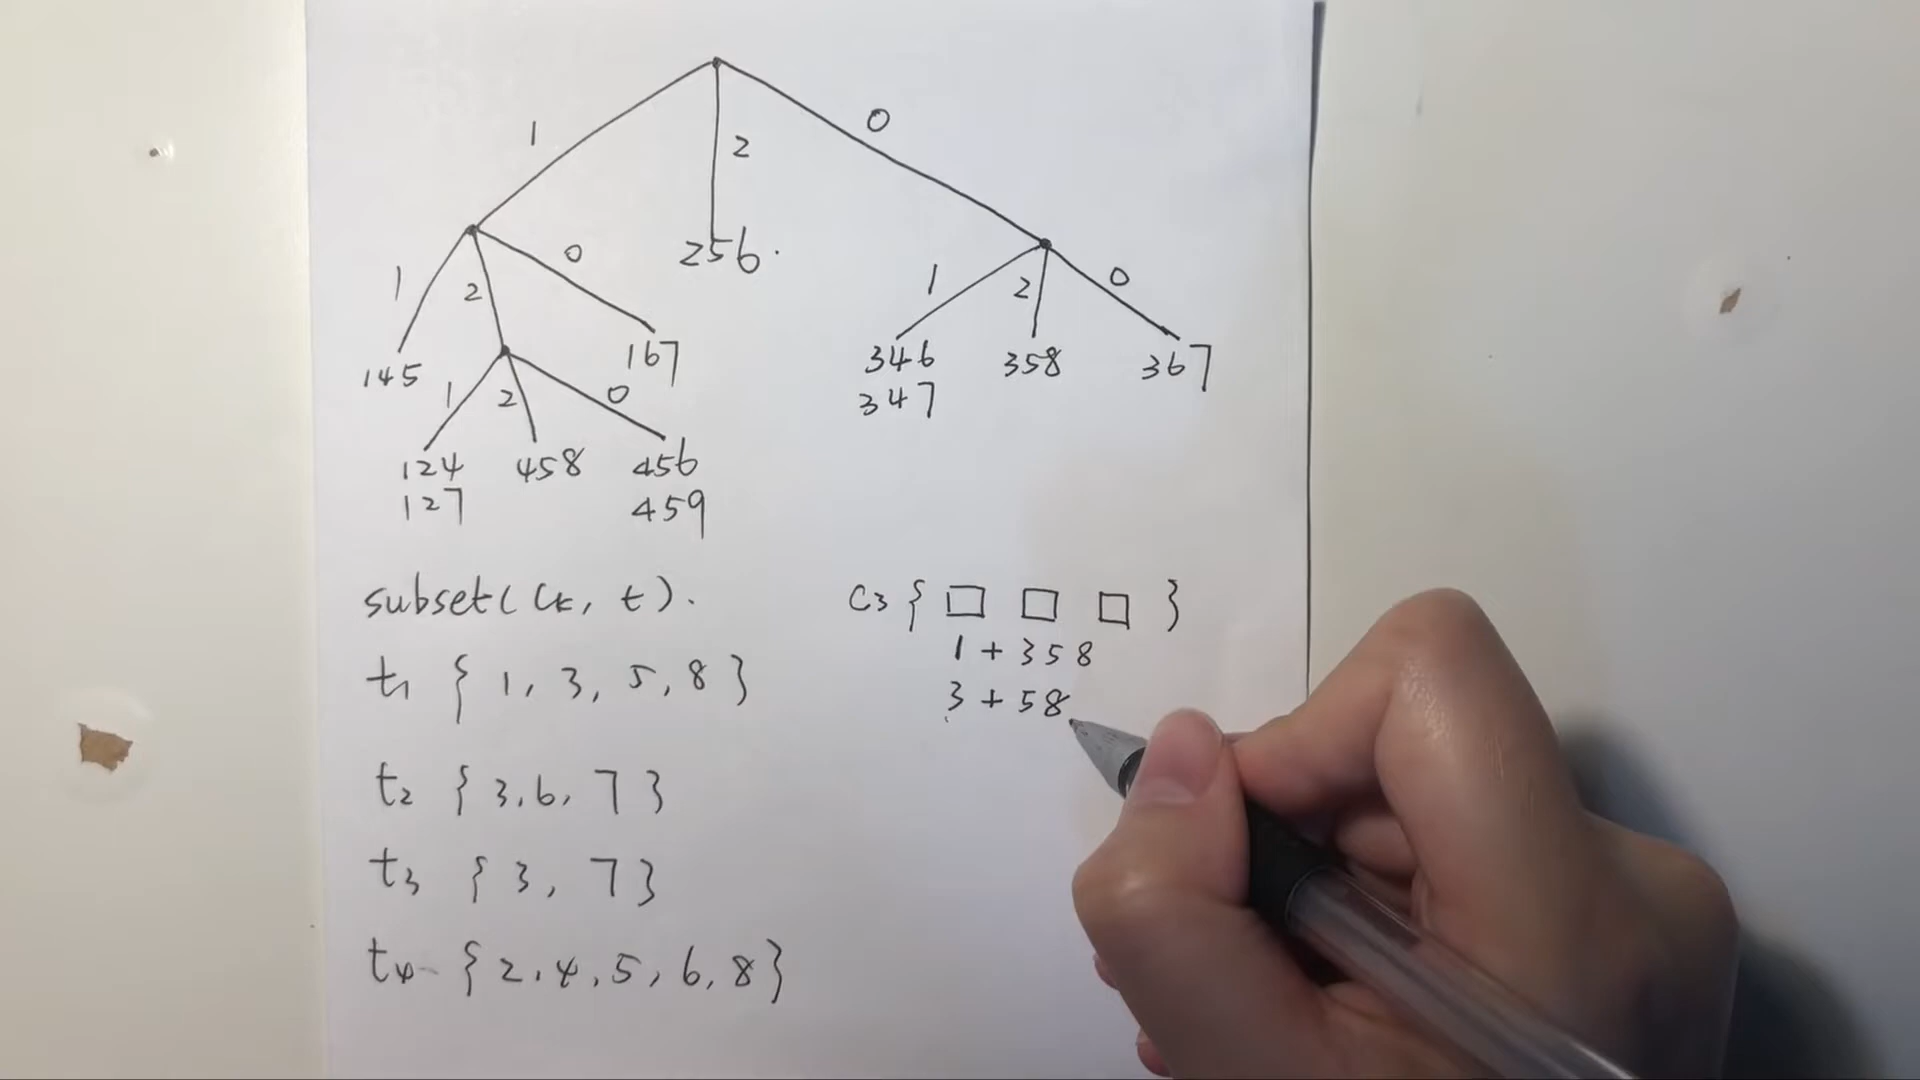 1 2 0
1 2 0 256. 1 2 0
145 167 346 358 367
347
1 2 0
124 458 456
127 459
subset(Ck, t).
C3 { □ □ □ }
1 + 358
3 + 58
t1 { 1, 3, 5, 8 }
t2 { 3, 6, 7 }
t3 { 3, 7 }
t4 { 2, 4, 5, 6, 8 }